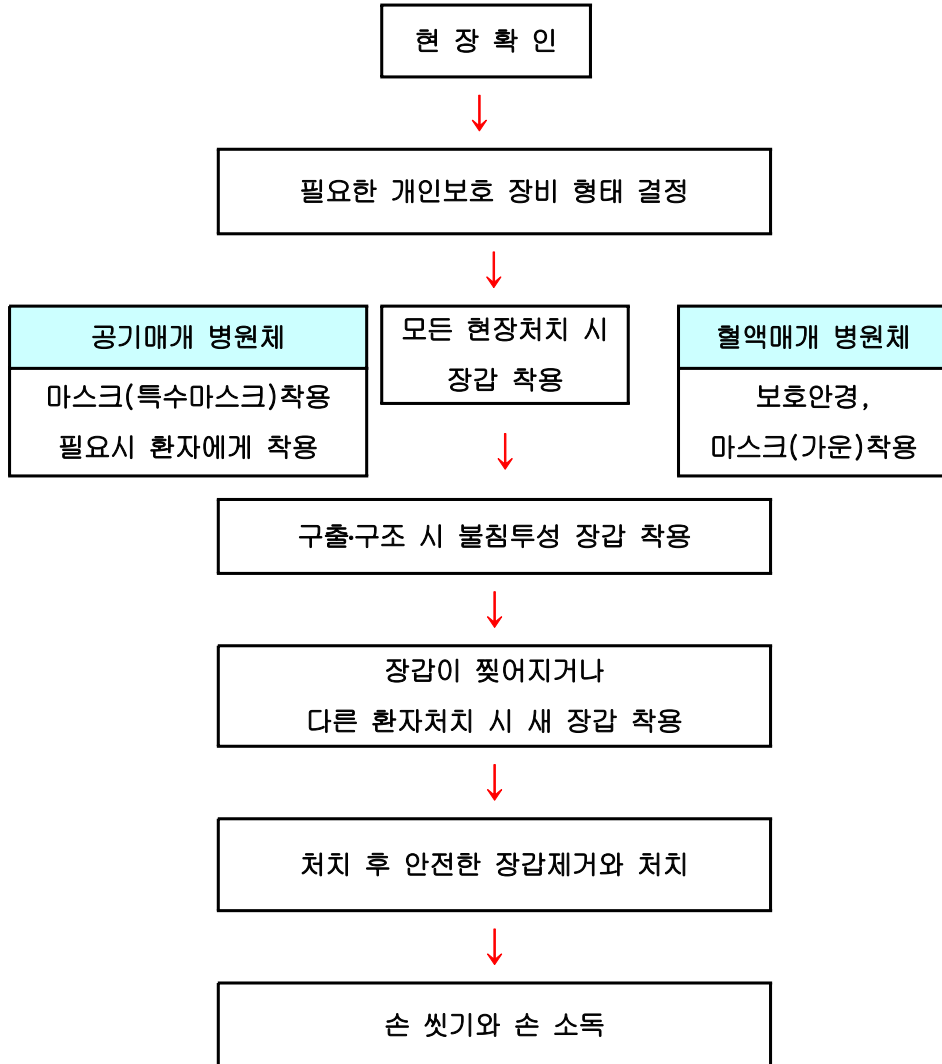 현 장 확 인
↓
필요한 개인보호 장비 형태 결정
↓
공기매개 병원체
마스크(특수마스크)착용
필요시 환자에게 착용
모든 현장처치 시
장갑 착용
혈액매개 병원체
보호안경,
마스크(가운)착용
↓
구출·구조 시 불침투성 장갑 착용
↓
장갑이 찢어지거나
다른 환자처치 시 새 장갑 착용
↓
처치 후 안전한 장갑제거와 처치
↓
손 씻기와 손 소독